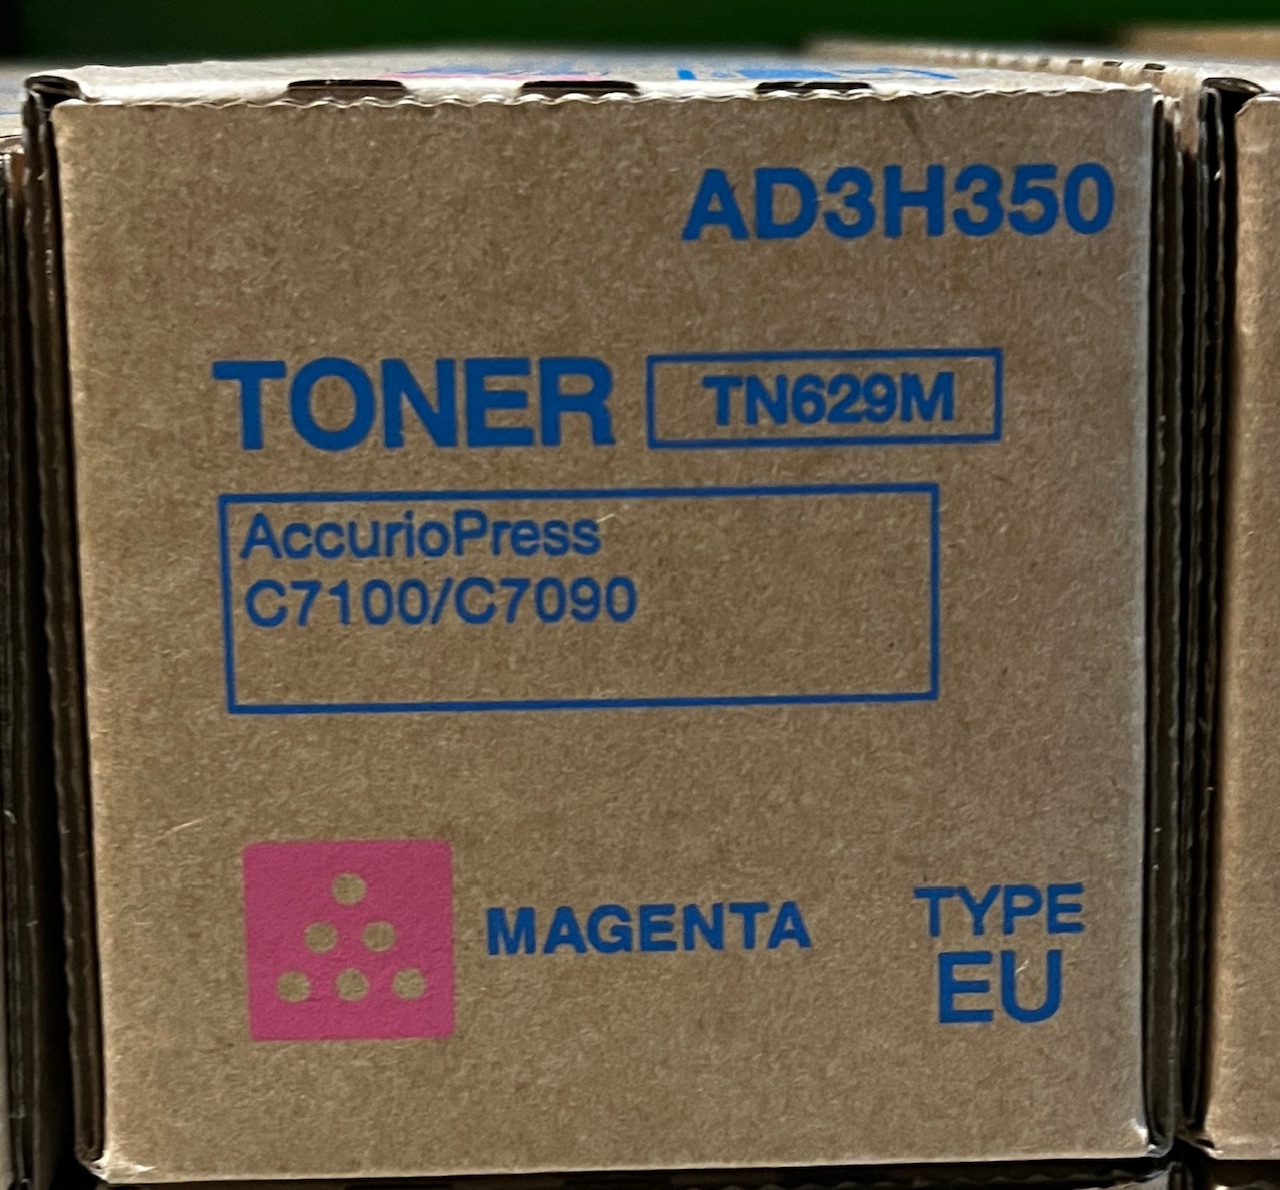 AD3H350
TONER TN629M
AccurioPress
C7100/C7090
MAGENTA
TYPE
EU